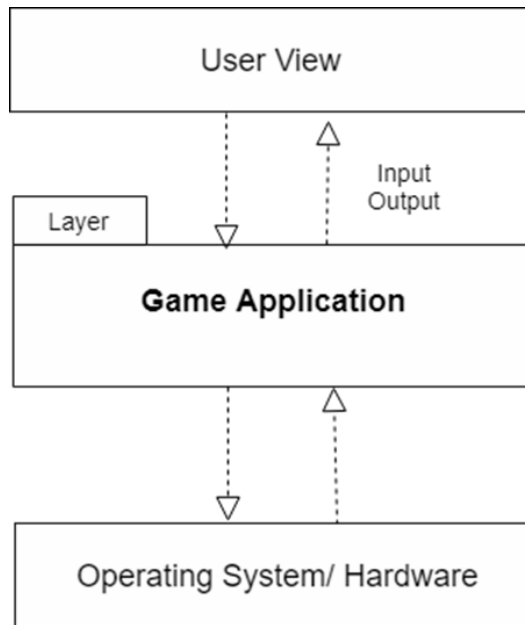 User View
Input
Output
Layer
Game Application
Operating System/ Hardware